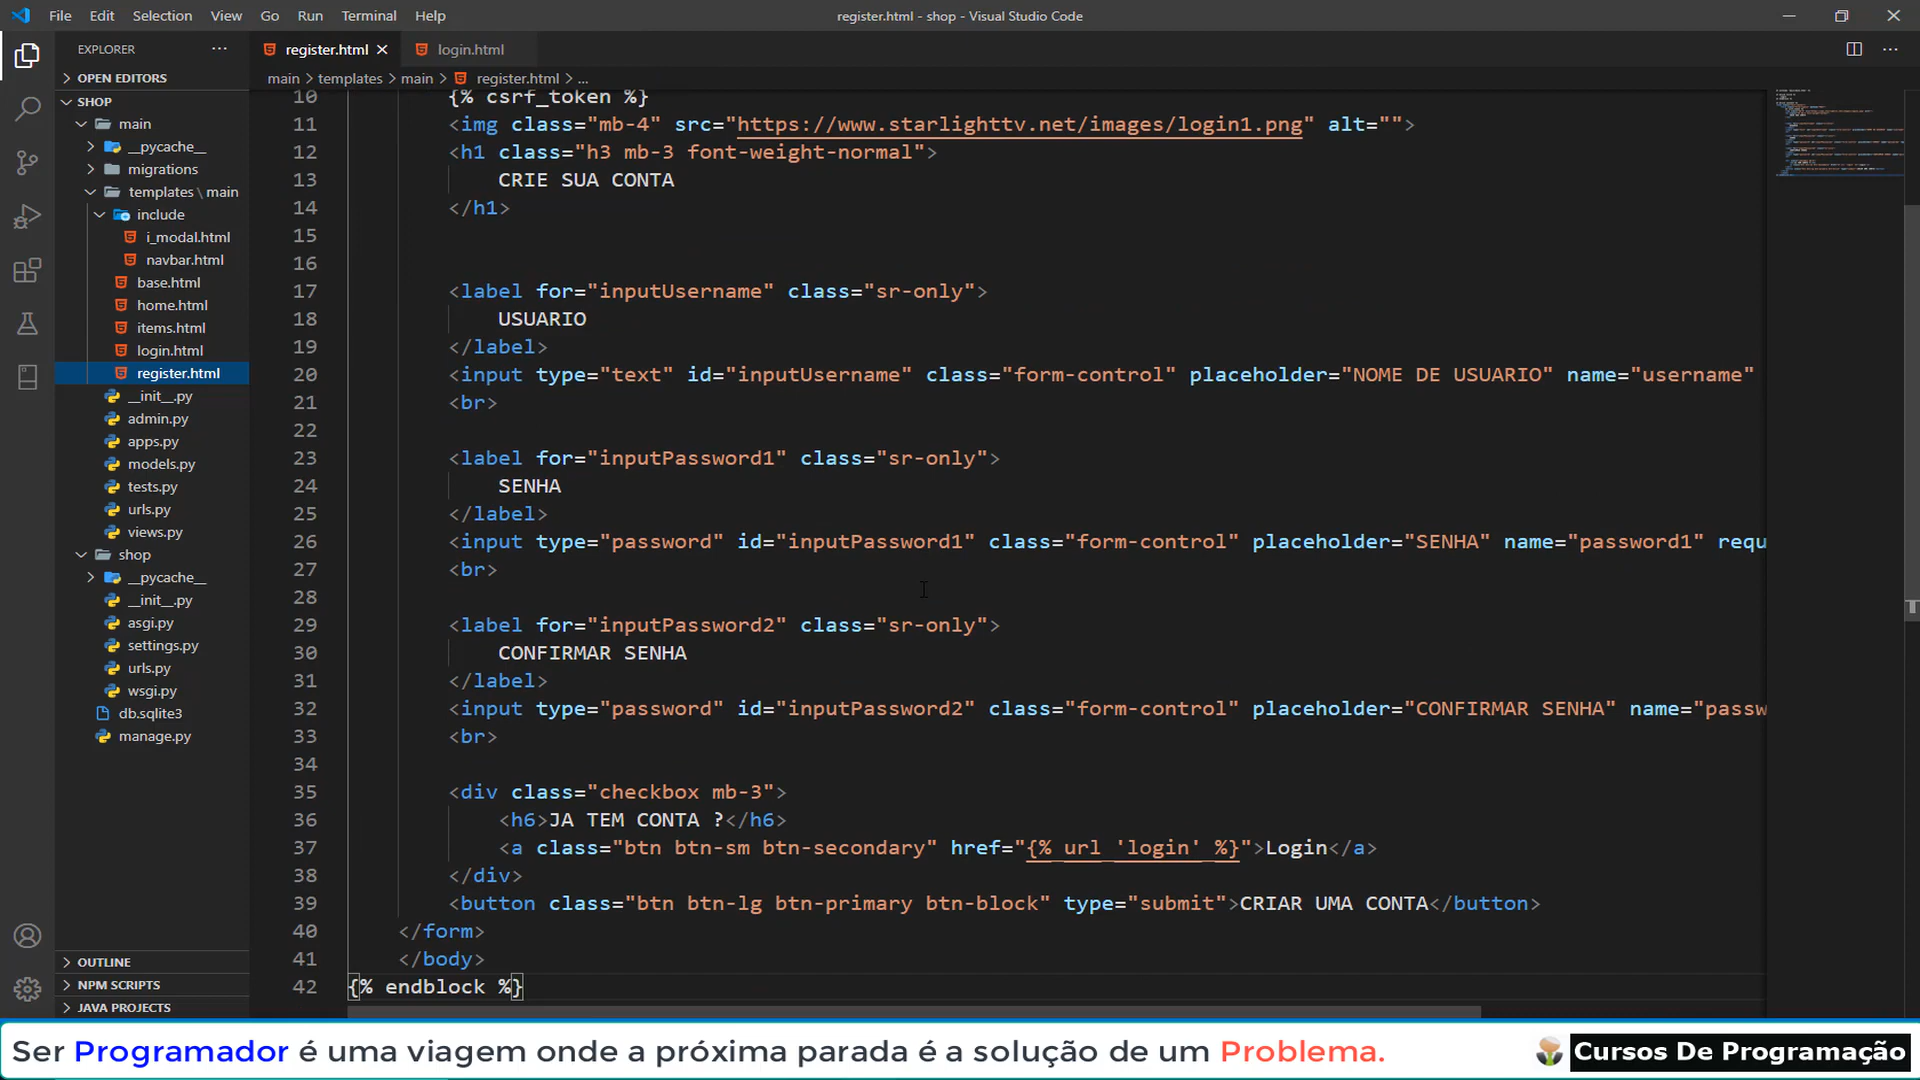 File Edit Selection View Go Run Terminal Help
register.html - shop - Visual Studio Code
EXPLORER
OPEN EDITORS
SHOP
main
__pycache__
migrations
templates \ main
include
i_modal.html
navbar.html
base.html
home.html
items.html
login.html
register.html
__init__.py
admin.py
apps.py
models.py
tests.py
urls.py
views.py
shop
__pycache__
__init__.py
asgi.py
settings.py
urls.py
wsgi.py
db.sqlite3
manage.py
OUTLINE
NPM SCRIPTS
JAVA PROJECTS
register.html login.html
main > templates > main > register.html > ...
10 {% csrf_token %}
11 <img class="mb-4" src="https://www.starlighttv.net/images/login1.png" alt="">
12 <h1 class="h3 mb-3 font-weight-normal">
13 CRIE SUA CONTA
14 </h1>
15
16
17 <label for="inputUsername" class="sr-only">
18 USUARIO
19 </label>
20 <input type="text" id="inputUsername" class="form-control" placeholder="NOME DE USUARIO" name="username"
21 <br>
22
23 <label for="inputPassword1" class="sr-only">
24 SENHA
25 </label>
26 <input type="password" id="inputPassword1" class="form-control" placeholder="SENHA" name="password1" requ
27 <br>
28
29 <label for="inputPassword2" class="sr-only">
30 CONFIRMAR SENHA
31 </label>
32 <input type="password" id="inputPassword2" class="form-control" placeholder="CONFIRMAR SENHA" name="passw
33 <br>
34
35 <div class="checkbox mb-3">
36 <h6>JA TEM CONTA ?</h6>
37 <a class="btn btn-sm btn-secondary" href="{% url 'login' %}">Login</a>
38 </div>
39 <button class="btn btn-lg btn-primary btn-block" type="submit">CRIAR UMA CONTA</button>
40 </form>
41 </body>
42 {% endblock %}
Ser Programador é uma viagem onde a próxima parada é a solução de um Problema.
Cursos De Programação